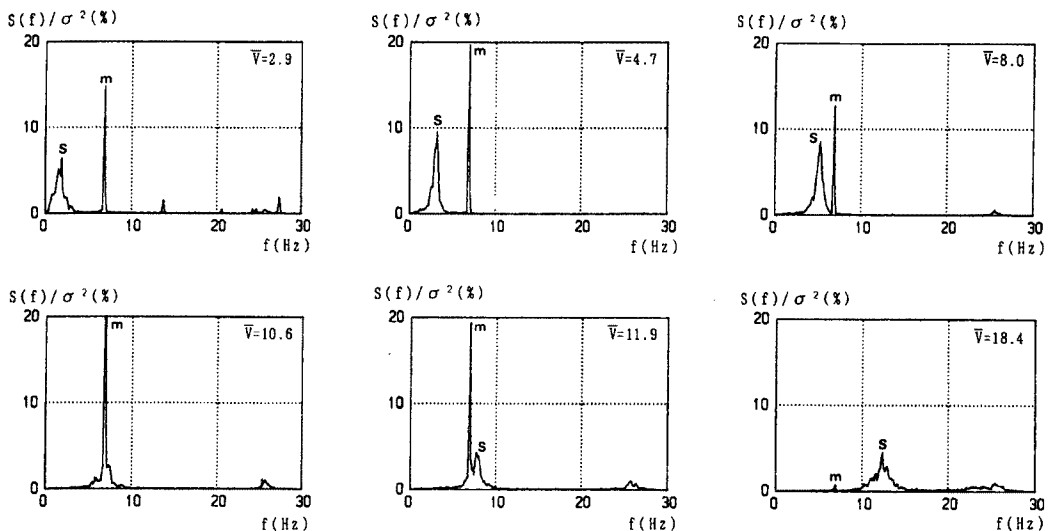 S(f)/σ²(%)
20
V̅=2.9
m
10
S
0
0 10 20 30
f(Hz)
S(f)/σ²(%)
20
m
V̅=4.7
10
S
0
0 10 20 30
f(Hz)
S(f)/σ²(%)
20
V̅=8.0
m
10
S
0
0 10 20 30
f(Hz)
S(f)/σ²(%)
20
m
V̅=10.6
10
0
0 10 20 30
f(Hz)
S(f)/σ²(%)
20
m
V̅=11.9
10
S
0
0 10 20 30
f(Hz)
S(f)/σ²(%)
20
V̅=18.4
10
S
m
0
0 10 20 30
f(Hz)